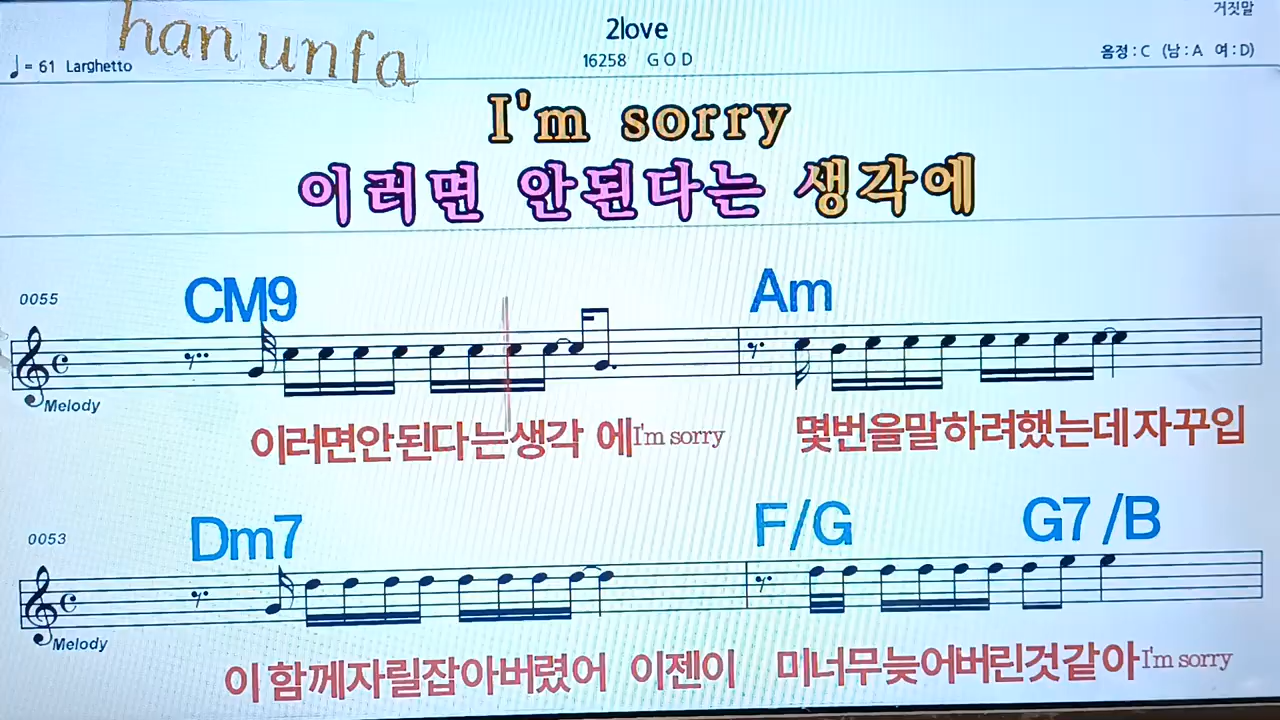 han unfa
2love
거짓말
♩= 61 Larghetto
16258 G O D
음정 : C (남 : A 여 : D)
I'm sorry
이러면 안된다는 생각에
0055
CM9 Am
Melody
이러면안된다는생각 에I'm sorry 몇번을말하려했는데자꾸입
0053
Dm7 F/G G7 /B
Melody
이 함께자릴잡아버렸어 이젠이 미너무늦어버린것같아I'm sorry